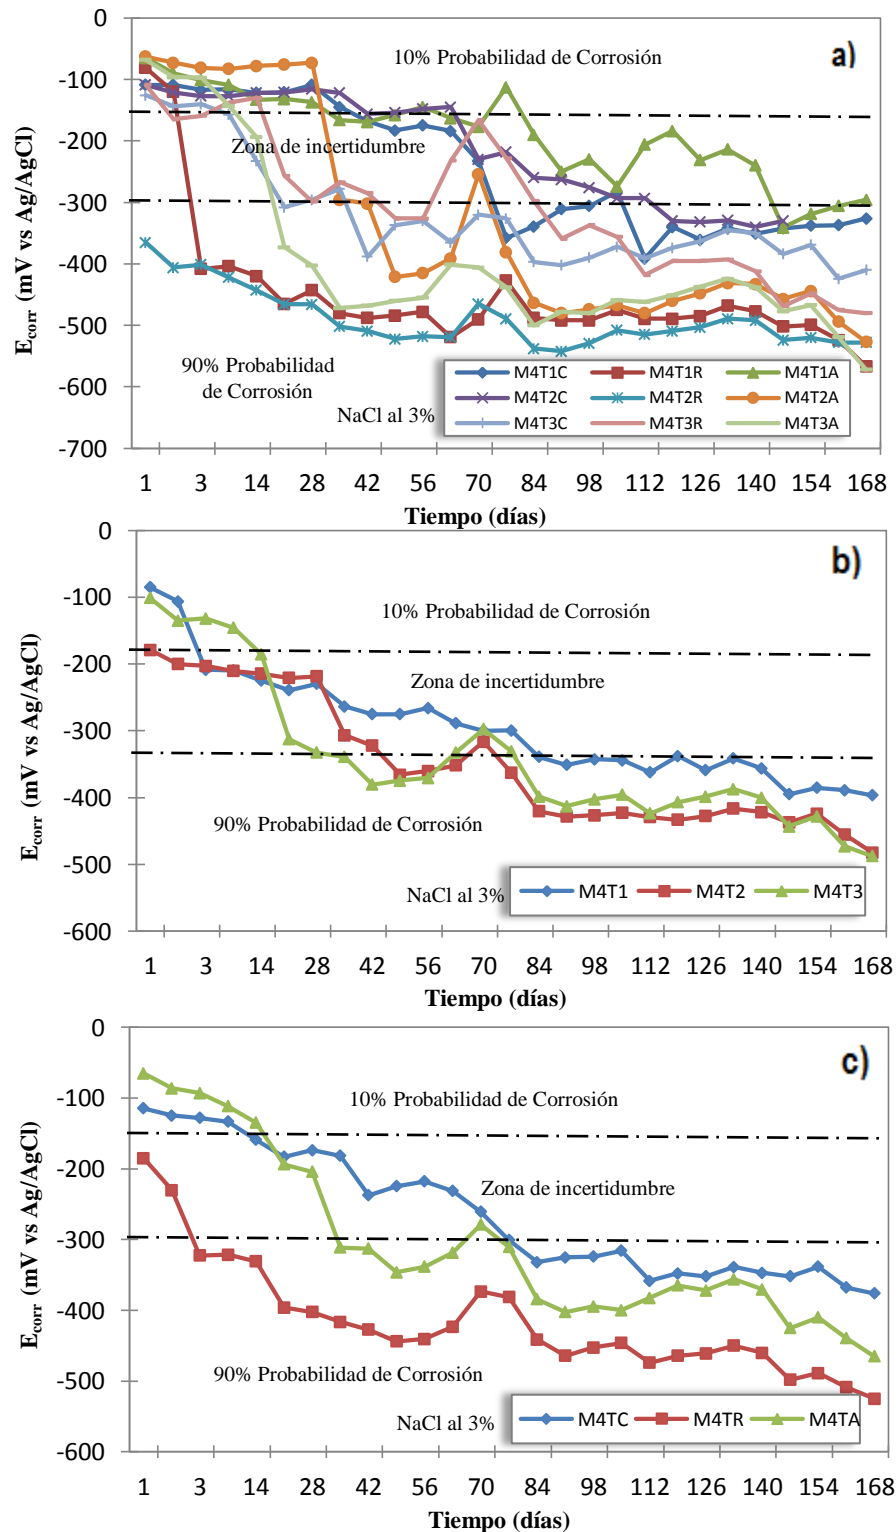 a)
0
-100
-200
-300
-400
-500
-600
-700
E_corr (mV vs Ag/AgCl)
10% Probabilidad de Corrosión
Zona de incertidumbre
90% Probabilidad
de Corrosión
NaCl al 3%
M4T1C M4T1R M4T1A
M4T2C M4T2R M4T2A
M4T3C M4T3R M4T3A
1 3 14 28 42 56 70 84 98 112 126 140 154 168
Tiempo (días)
b)
0
-100
-200
-300
-400
-500
-600
E_corr (mV vs Ag/AgCl)
10% Probabilidad de Corrosión
Zona de incertidumbre
90% Probabilidad de Corrosión
NaCl al 3%
M4T1 M4T2 M4T3
1 3 14 28 42 56 70 84 98 112 126 140 154 168
Tiempo (días)
c)
0
-100
-200
-300
-400
-500
-600
E_corr (mV vs Ag/AgCl)
10% Probabilidad de Corrosión
Zona de incertidumbre
90% Probabilidad de Corrosión
NaCl al 3%
M4TC M4TR M4TA
1 3 14 28 42 56 70 84 98 112 126 140 154 168
Tiempo (días)